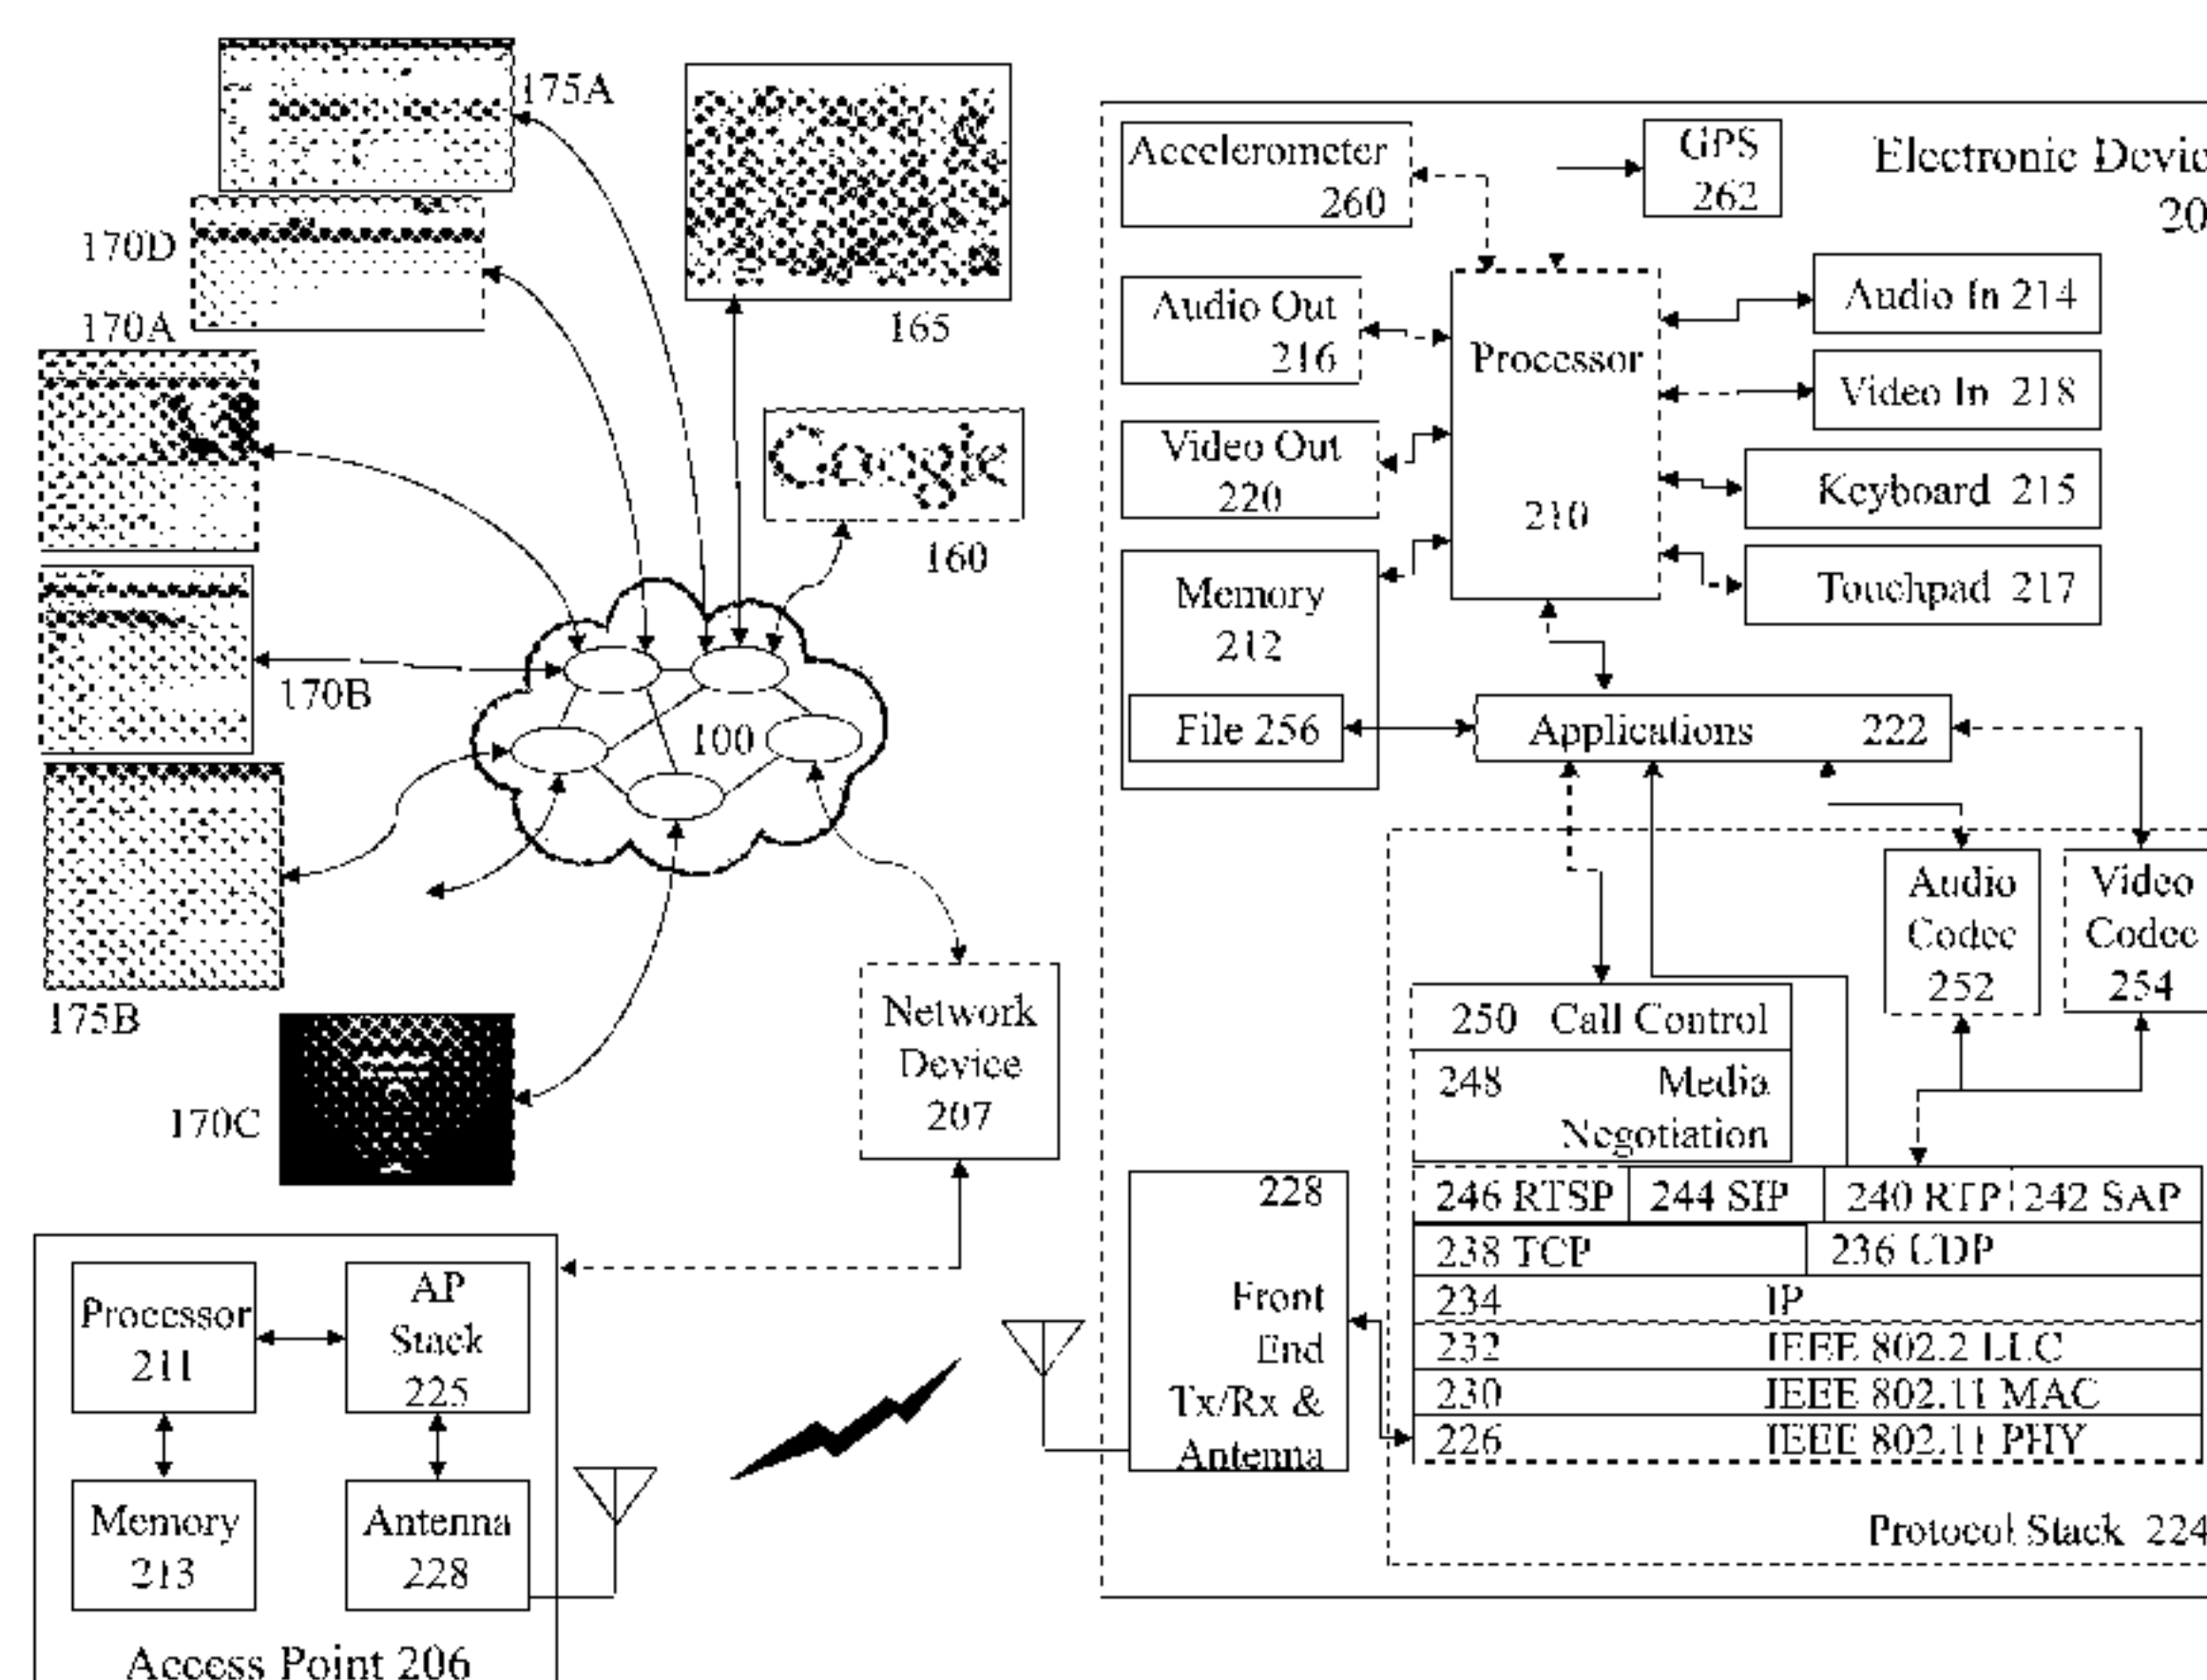 175A
170D
170A
165
Google
160
170B
100
175B
170C
Network
Device
207
Processor
211
AP
Stack
225
Memory
213
Antenna
228
Access Point 206
Electronic Devic
20
Accelerometer
260
GPS
262
Audio Out
216
Processor
210
Audio In 214
Video In 218
Video Out
220
Keyboard 215
Touchpad 217
Memory
212
File 256
Applications 222
Audio
Codec
252
Video
Codec
254
250 Call Control
248 Media
Negotiation
246 RTSP 244 SIP 240 RTP 242 SAP
238 TCP 236 UDP
234 IP
232 IEEE 802.2 LLC
230 IEEE 802.11 MAC
226 IEEE 802.11 PHY
228
Front
End
Tx/Rx &
Antenna
Protocol Stack 224